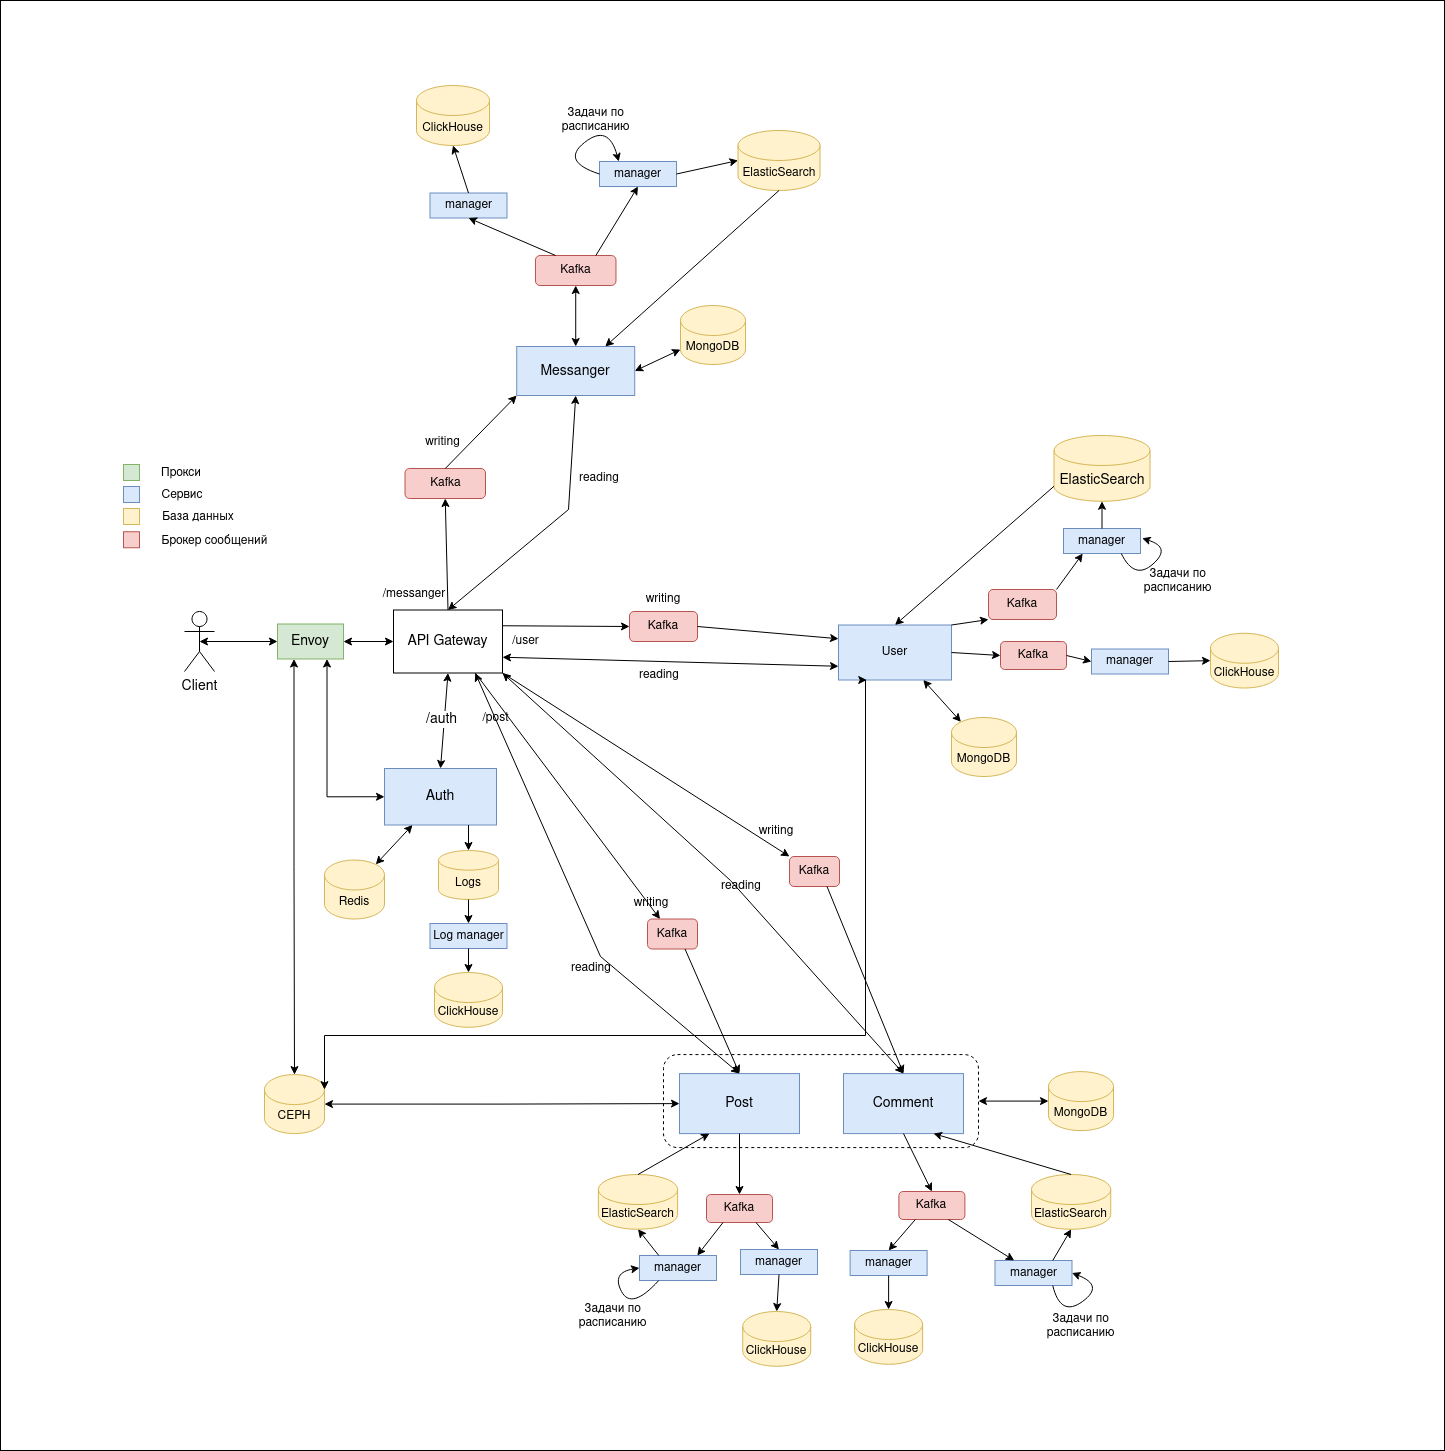 ClickHouse
Задачи по
расписанию
manager
ElasticSearch
manager
Kafka
MongoDB
Messanger
writing
Kafka
reading
Прокси
Сервис
База данных
Брокер сообщений
ElasticSearch
manager
Задачи по
расписанию
/messanger
writing
Kafka
Kafka
Client
Envoy
API Gateway
/user
User
Kafka
manager
ClickHouse
reading
/auth
/post
MongoDB
Auth
writing
Kafka
reading
Redis
Logs
writing
Kafka
Log manager
reading
ClickHouse
CEPH
Post
Comment
MongoDB
ElasticSearch
Kafka
Kafka
ElasticSearch
manager
manager
manager
manager
Задачи по
расписанию
ClickHouse
ClickHouse
Задачи по
расписанию